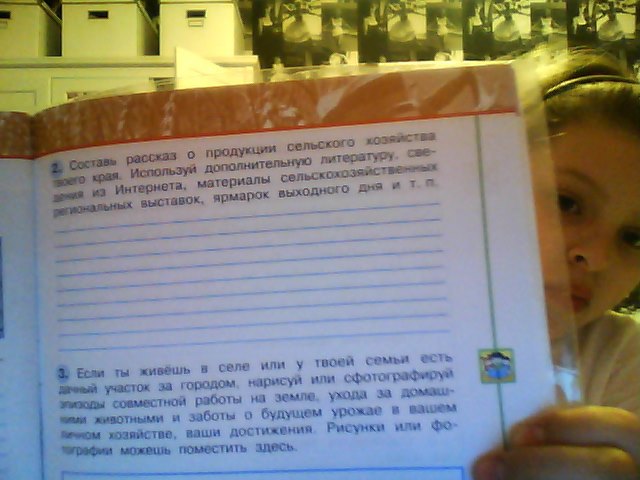 2. Составь рассказ о продукции сельского хозяйства
твоего края. Используй дополнительную литературу, све-
дения из Интернета, материалы сельскохозяйственных
региональных выставок, ярмарок выходного дня и т. п.
3. Если ты живёшь в селе или у твоей семьи есть
дачный участок за городом, нарисуй или сфотографируй
эпизоды совместной работы на земле, ухода за домаш-
ними животными и заботы о будущем урожае в вашем
личном хозяйстве, ваши достижения. Рисунки или фо-
тографии можешь поместить здесь.